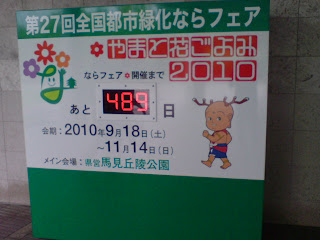 第27回全国都市緑化ならフェア
やまと花ごよみ
2010
ならフェア✿開催まで
あと 489 日
会期：2010年9月18日(土)
～11月14日(日)
メイン会場：県営馬見丘陵公園